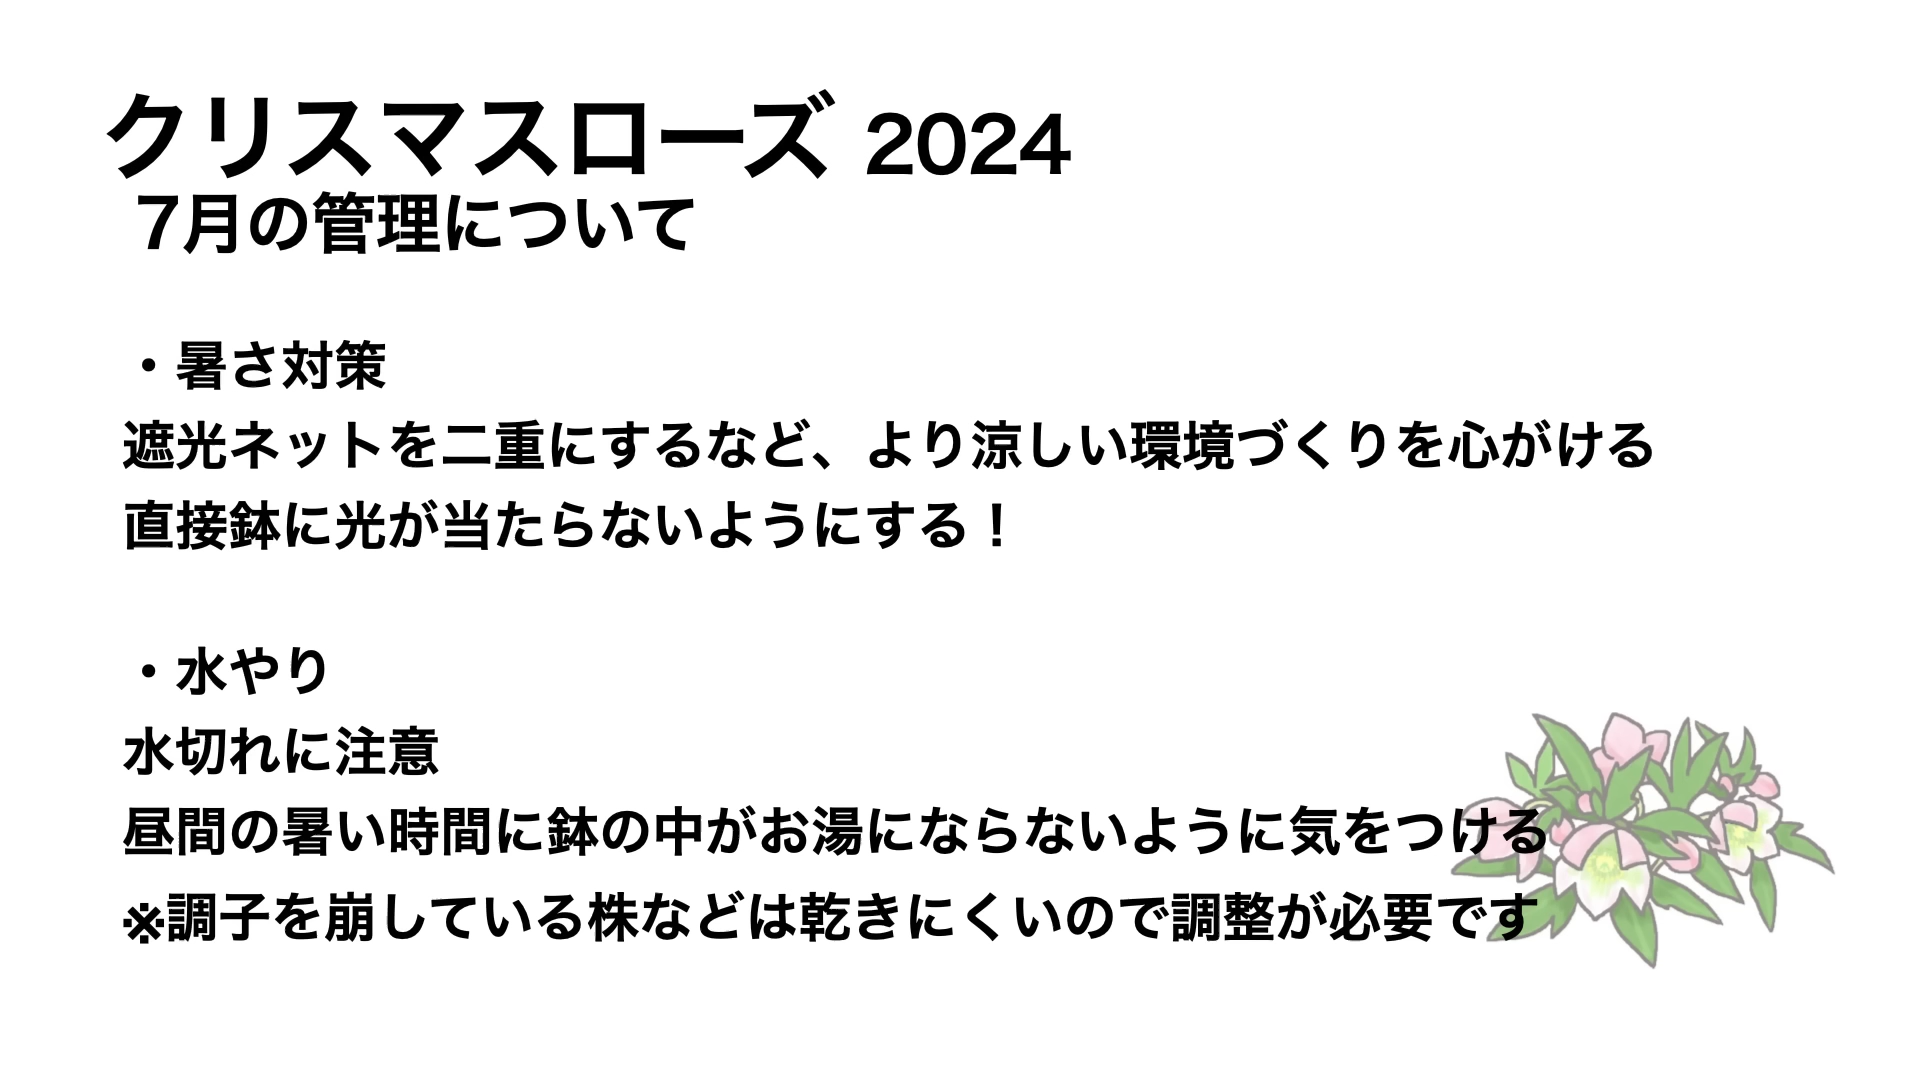 クリスマスローズ 2024
7月の管理について
・暑さ対策
遮光ネットを二重にするなど、より涼しい環境づくりを心がける
直接鉢に光が当たらないようにする！
・水やり
水切れに注意
昼間の暑い時間に鉢の中がお湯にならないように気をつける
※調子を崩している株などは乾きにくいので調整が必要です